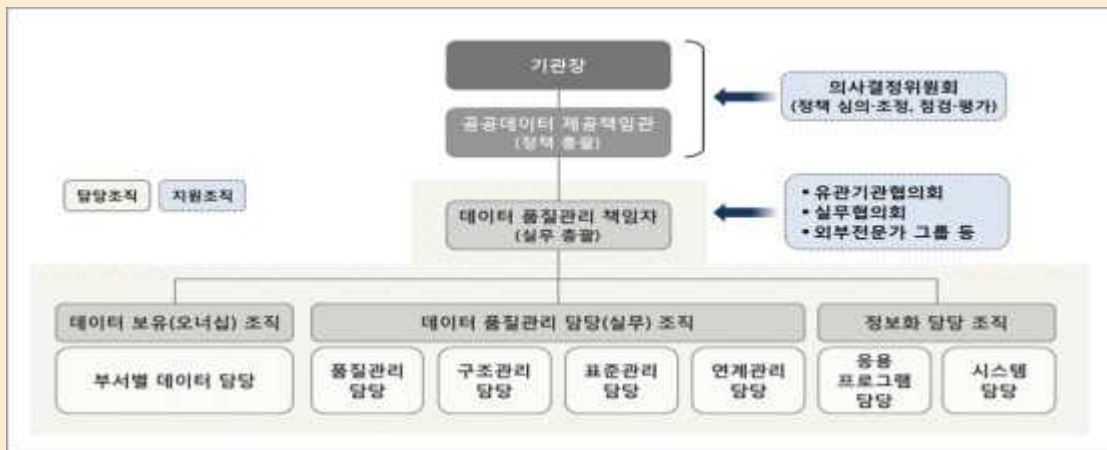 기관장
공공데이터 제공책임관
(정책 총괄)
의사결정위원회
(정책 심의·조정, 점검·평가)
담당조직
지원조직
데이터 품질관리 책임자
(실무 총괄)
• 유관기관협의회
• 실무협의회
• 외부전문가 그룹 등
데이터 보유(오너십) 조직
데이터 품질관리 담당(실무) 조직
정보화 담당 조직
부서별 데이터 담당
품질관리
담당
구조관리
담당
표준관리
담당
연계관리
담당
응용
프로그램
담당
시스템
담당